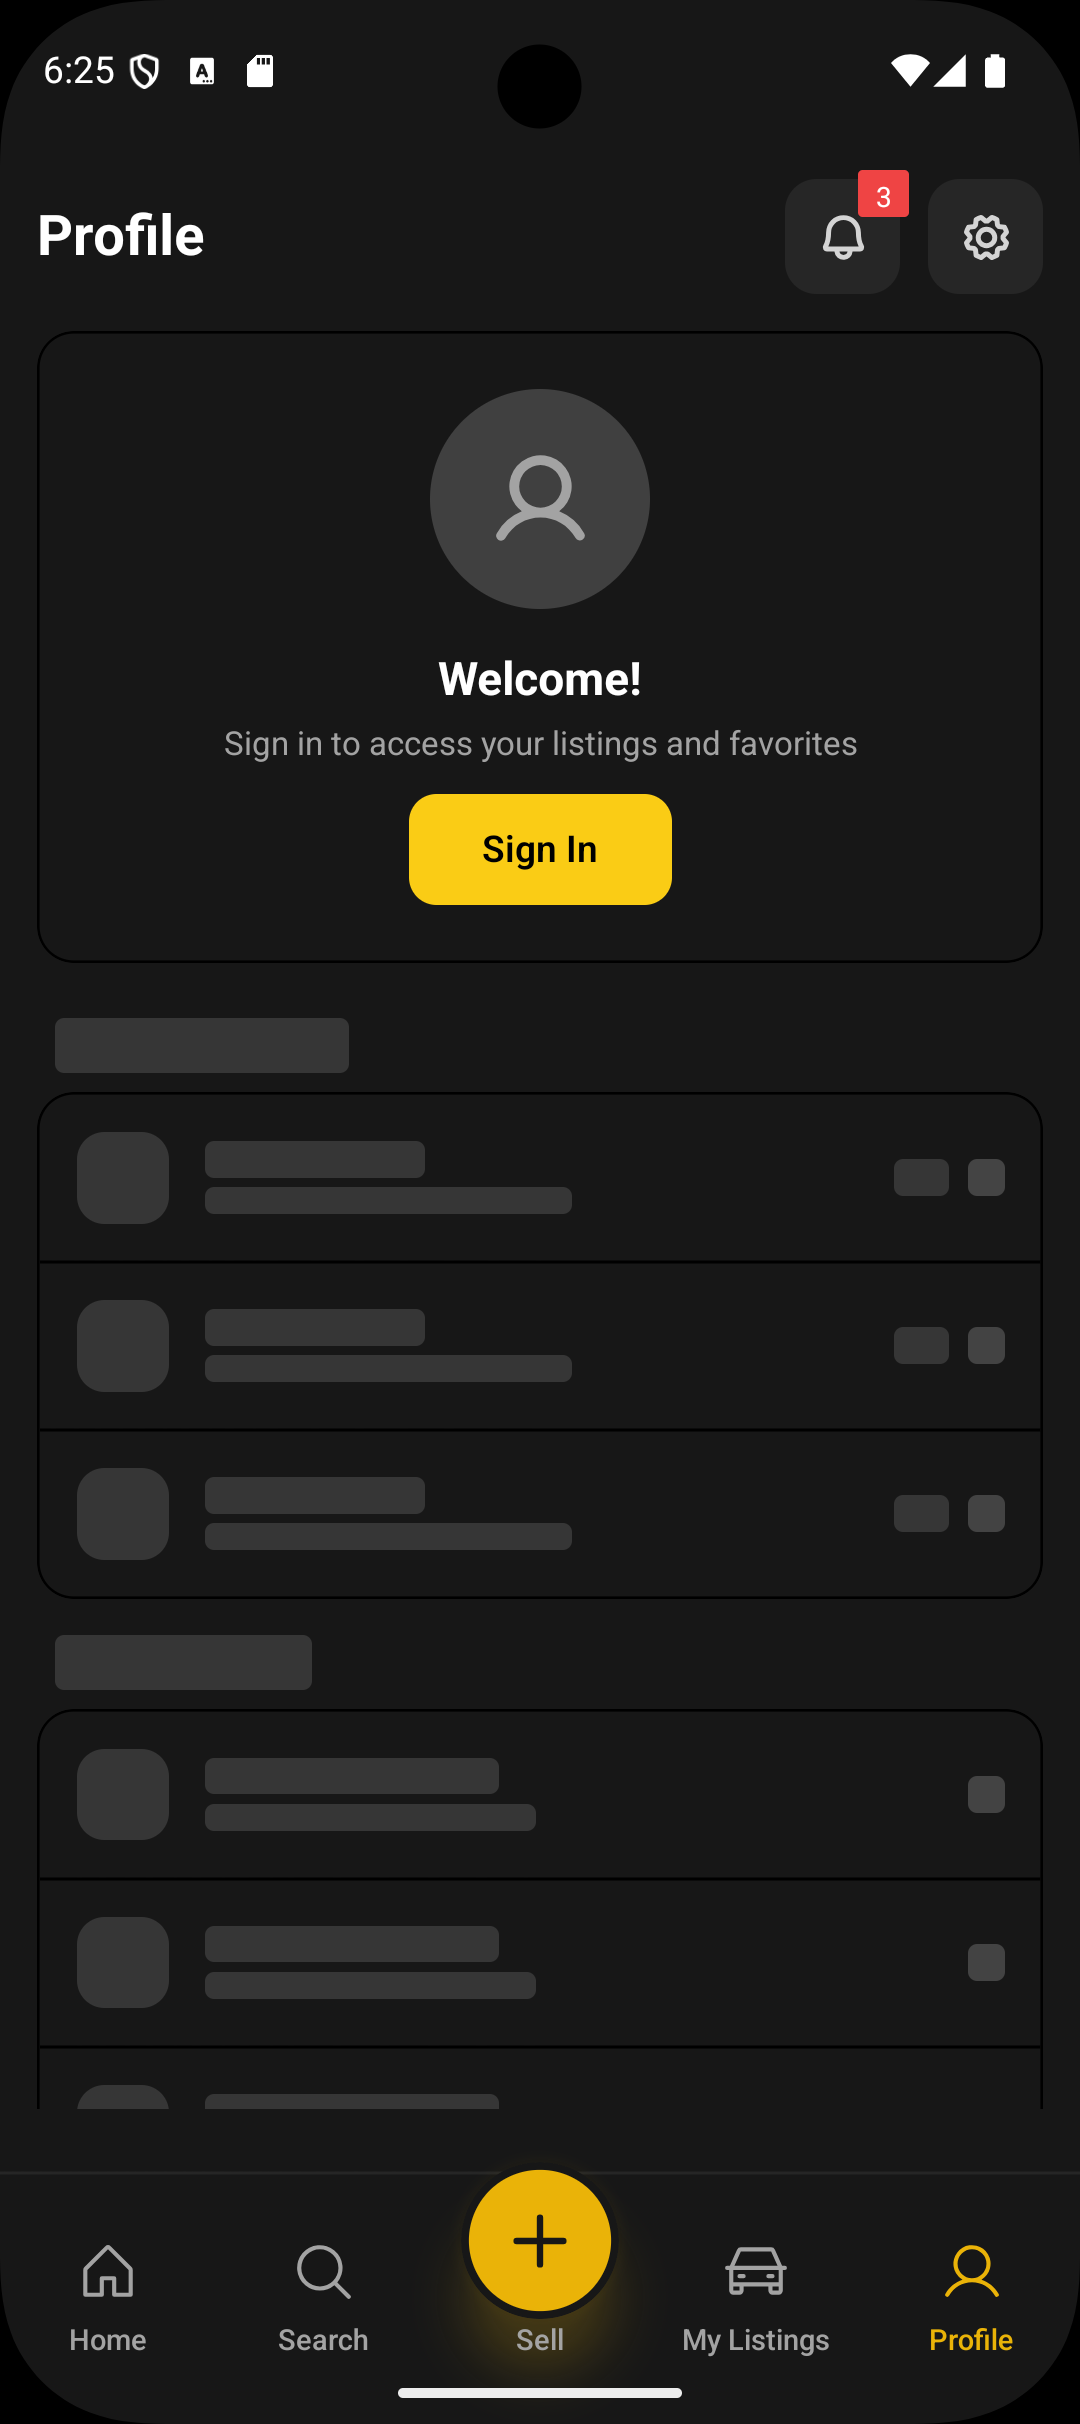 6:25
Profile
3
Welcome!
Sign in to access your listings and favorites
Sign In
Home
Search
Sell
My Listings
Profile